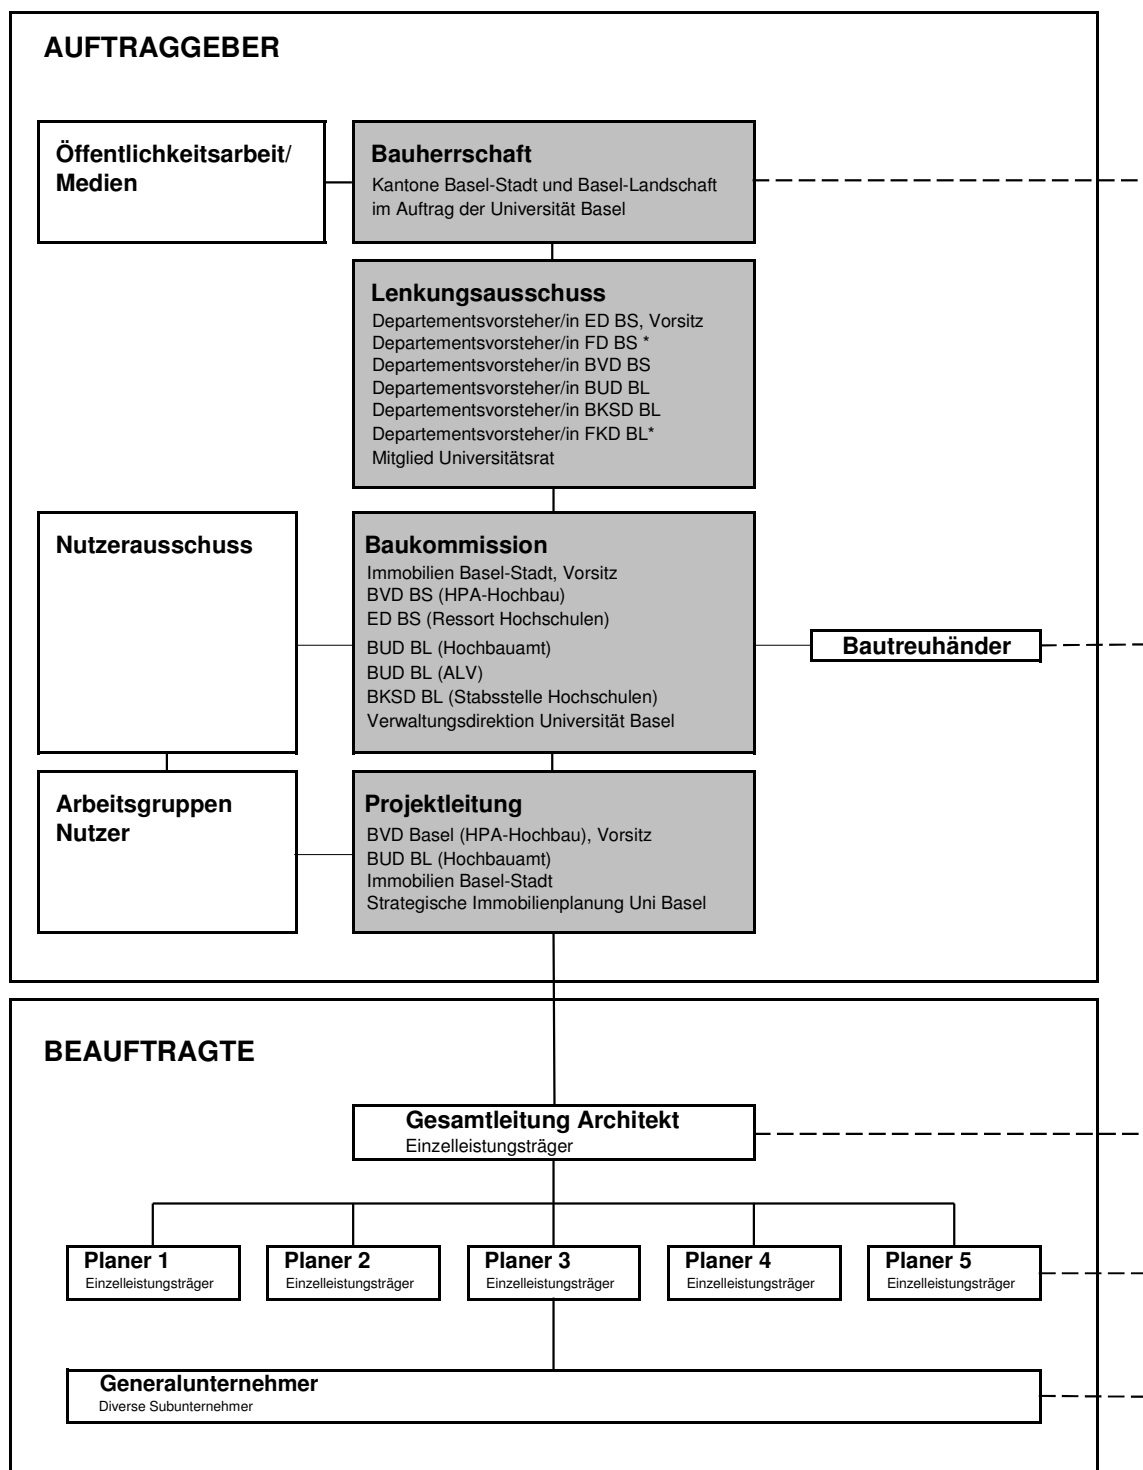 AUFTRAGGEBER
Öffentlichkeitsarbeit/
Medien
Bauherrschaft
Kantone Basel-Stadt und Basel-Landschaft
im Auftrag der Universität Basel
Lenkungsausschuss
Departementsvorsteher/in ED BS, Vorsitz
Departementsvorsteher/in FD BS *
Departementsvorsteher/in BVD BS
Departementsvorsteher/in BUD BL
Departementsvorsteher/in BKSD BL
Departementsvorsteher/in FKD BL*
Mitglied Universitätsrat
Nutzerausschuss
Baukommission
Immobilien Basel-Stadt, Vorsitz
BVD BS (HPA-Hochbau)
ED BS (Ressort Hochschulen)
BUD BL (Hochbauamt)
BUD BL (ALV)
BKSD BL (Stabsstelle Hochschulen)
Verwaltungsdirektion Universität Basel
Bautreuhänder
Arbeitsgruppen
Nutzer
Projektleitung
BVD Basel (HPA-Hochbau), Vorsitz
BUD BL (Hochbauamt)
Immobilien Basel-Stadt
Strategische Immobilienplanung Uni Basel
BEAUFTRAGTE
Gesamtleitung Architekt
Einzelleistungsträger
Planer 1
Einzelleistungsträger
Planer 2
Einzelleistungsträger
Planer 3
Einzelleistungsträger
Planer 4
Einzelleistungsträger
Planer 5
Einzelleistungsträger
Generalunternehmer
Diverse Subunternehmer